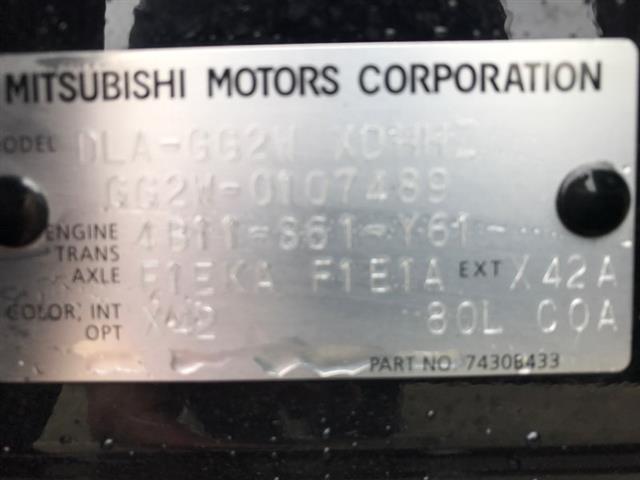 MITSUBISHI MOTORS CORPORATION
MODEL DLA-GG2W XDHHZ
GG2W-0107489
ENGINE 4B11-S61-Y61-
TRANS
AXLE F1EKA F1E1A EXT X42A
COLOR, INT X42 80L C0A
OPT
PART NO. 7430B433